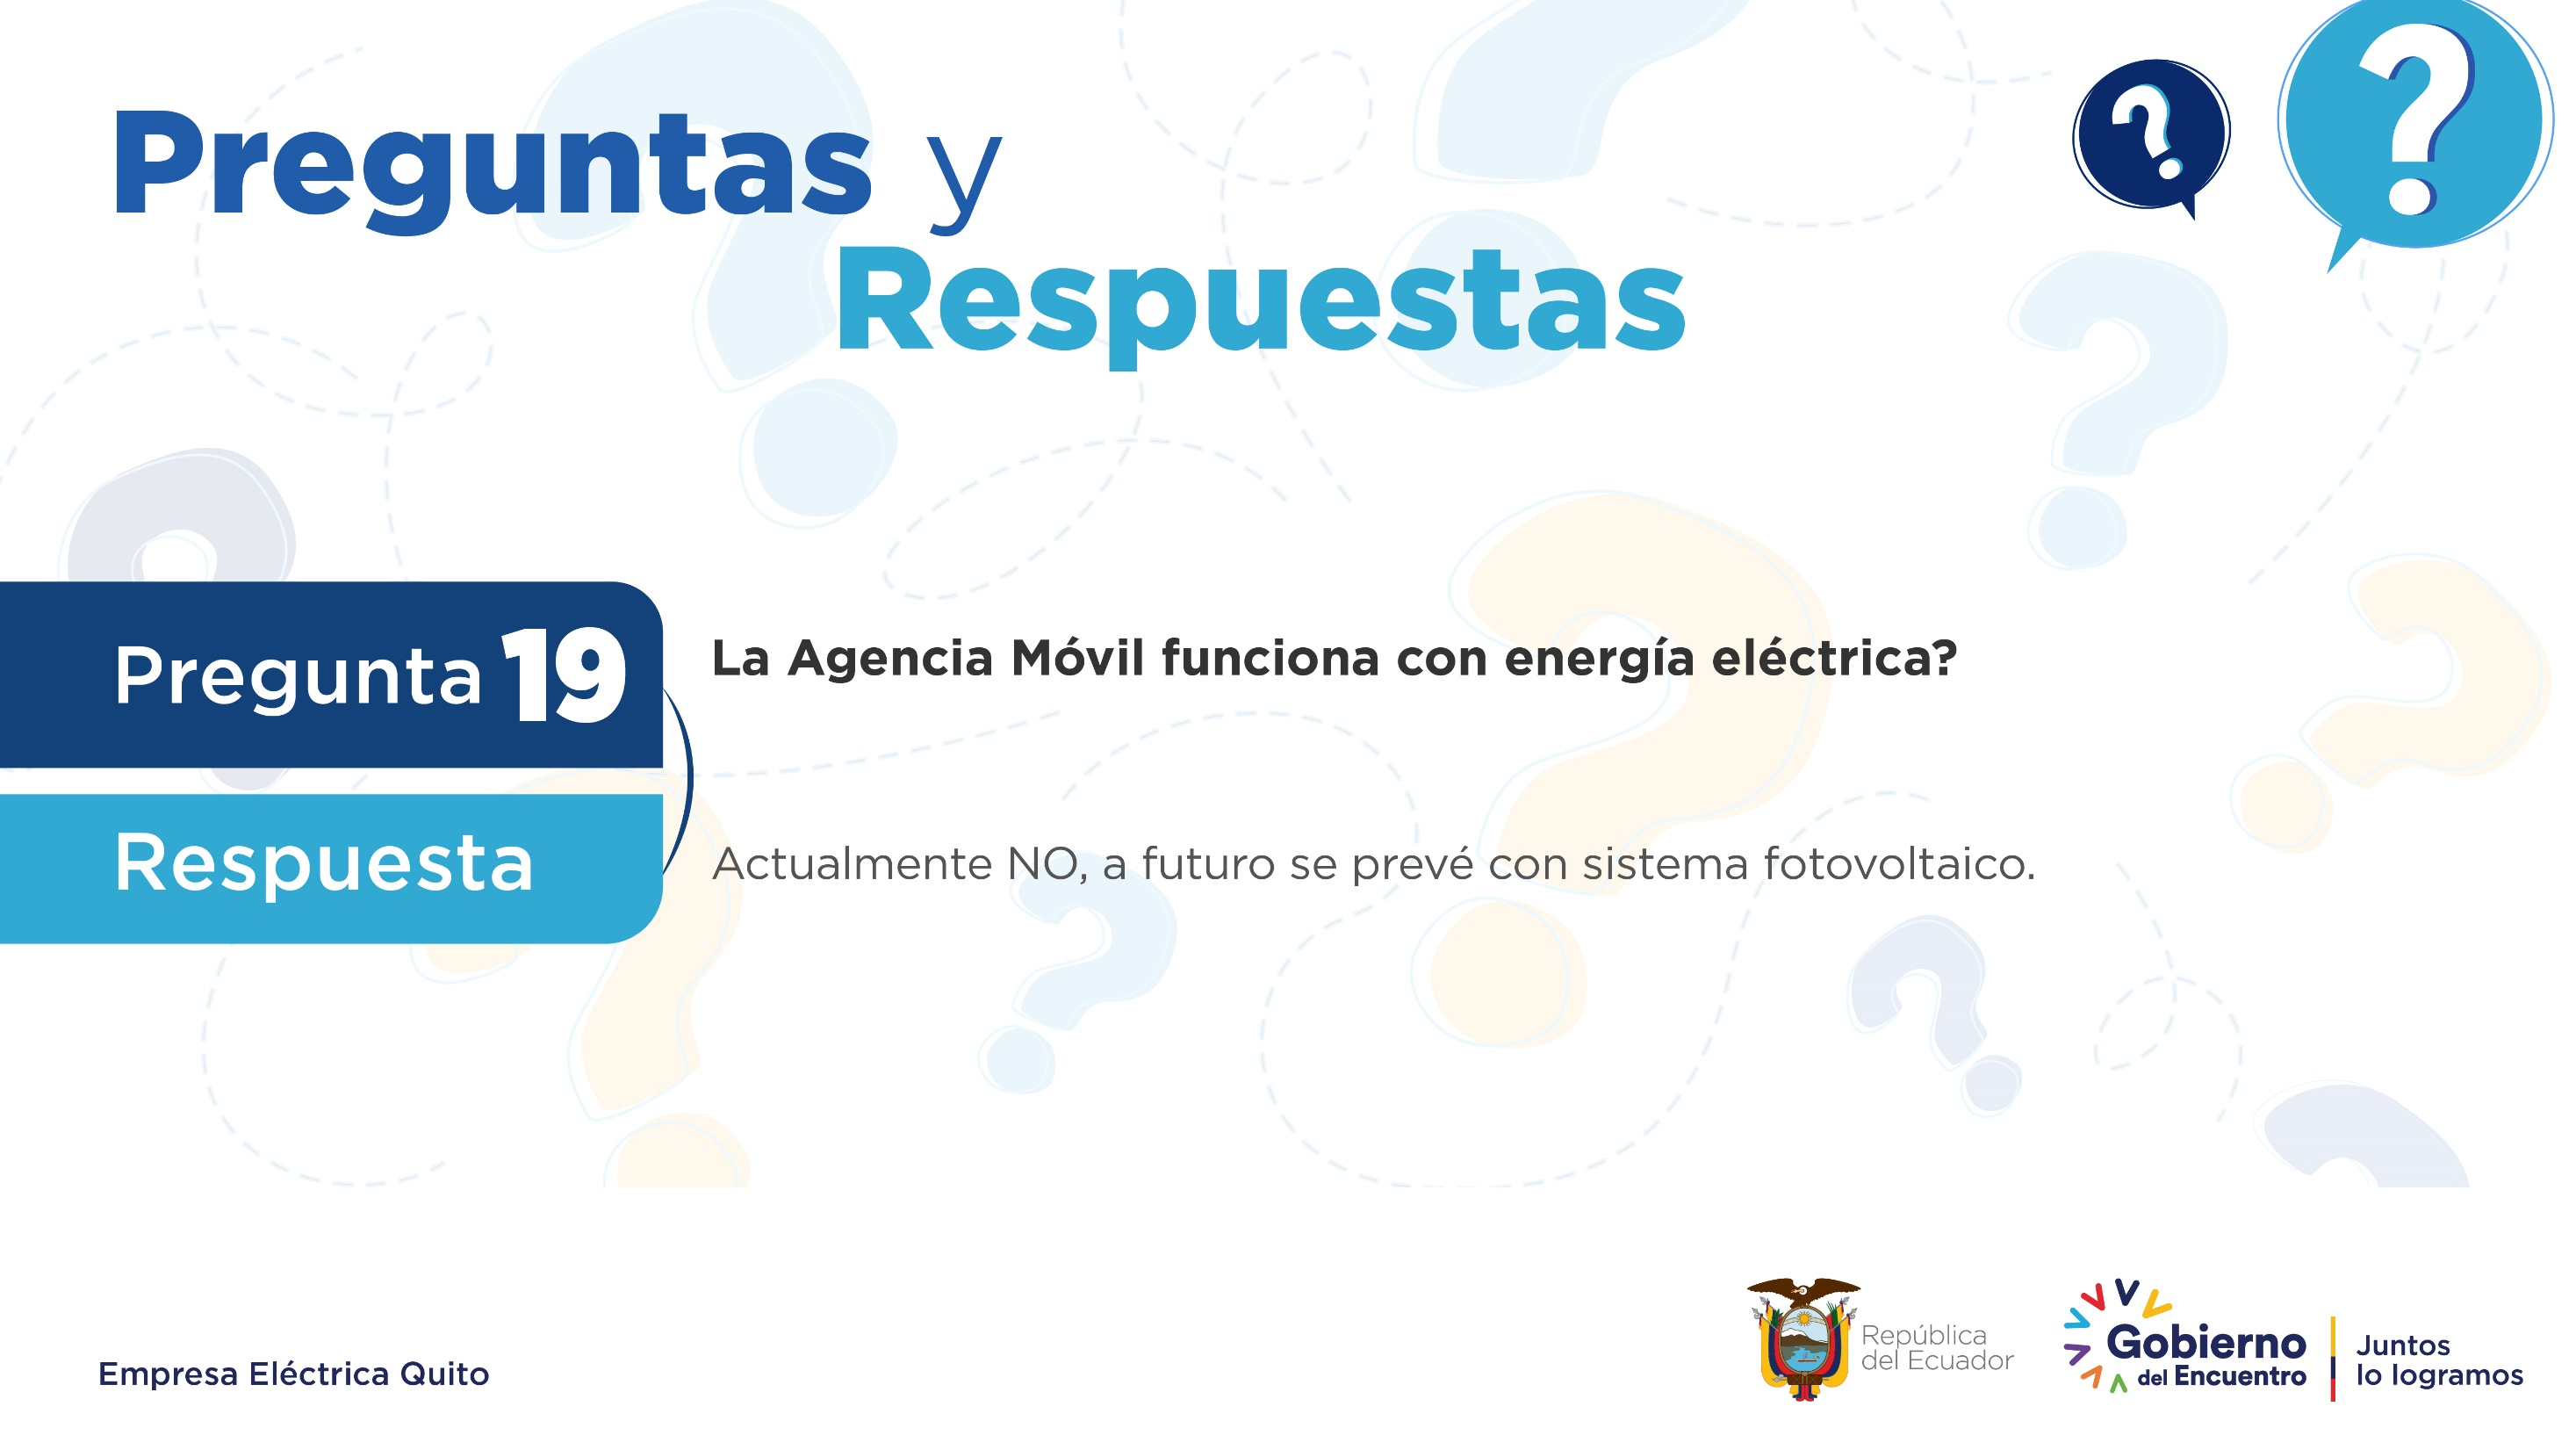 Preguntas y
Respuestas
Pregunta 19
La Agencia Móvil funciona con energía eléctrica?
Respuesta
Actualmente NO, a futuro se prevé con sistema fotovoltaico.
Empresa Eléctrica Quito
República
del Ecuador
Gobierno
del Encuentro
Juntos
lo logramos